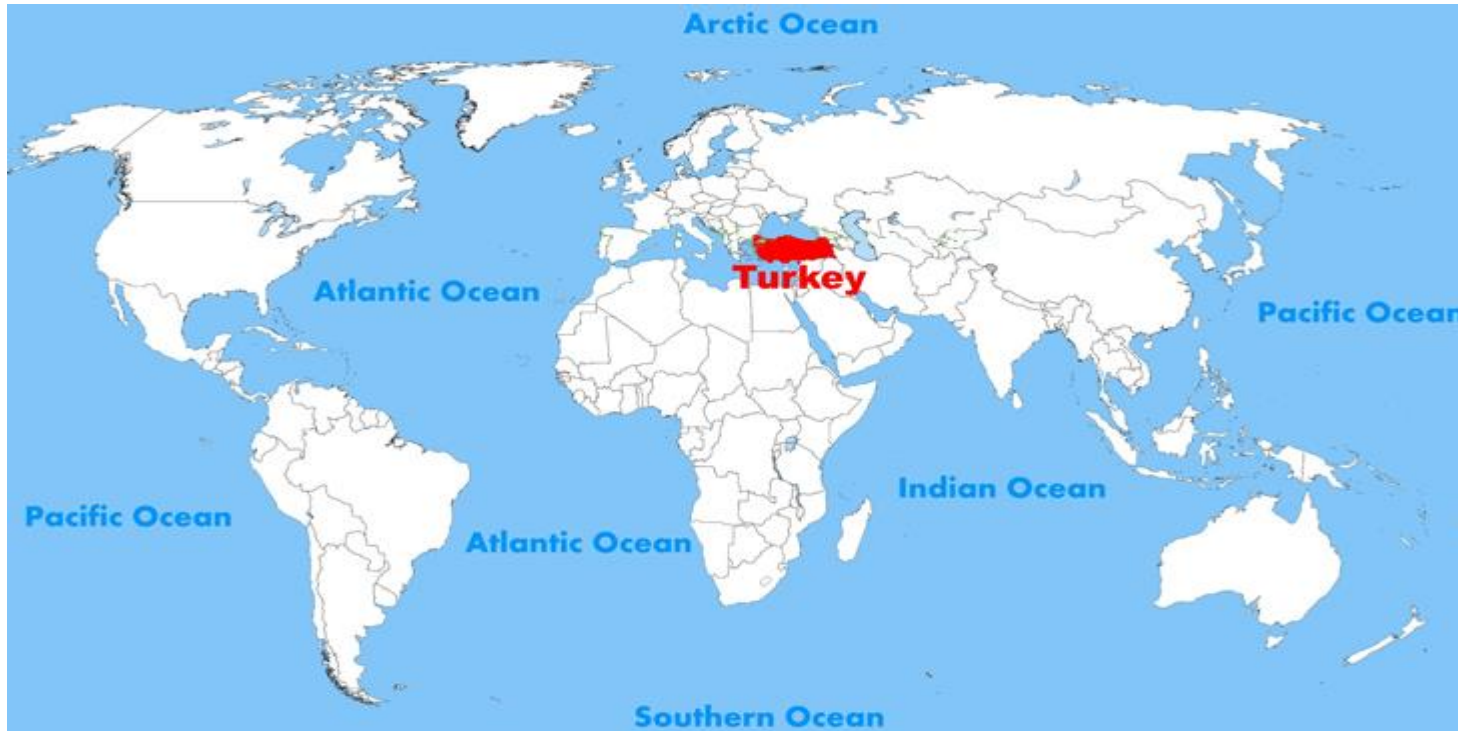 Arctic Ocean
Turkey
Atlantic Ocean
Pacific Ocean
Indian Ocean
Pacific Ocean
Atlantic Ocean
Southern Ocean